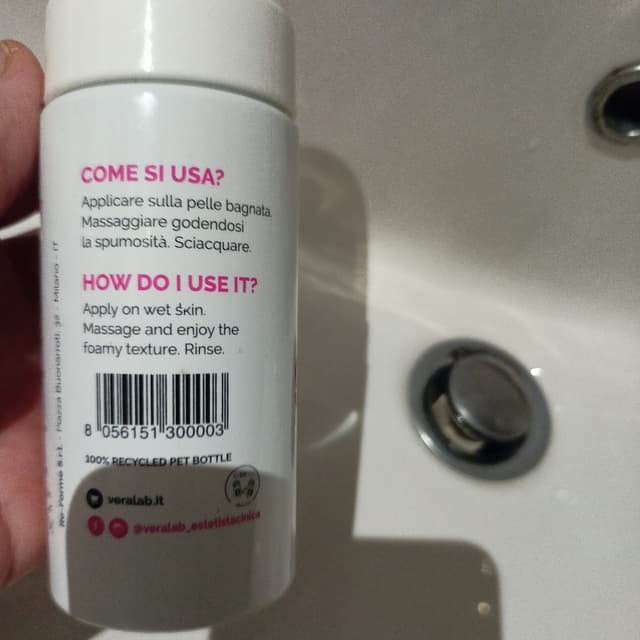 COME SI USA?
Applicare sulla pelle bagnata.
Massaggiare godendosi
la spumosità. Sciacquare.
HOW DO I USE IT?
Apply on wet skin.
Massage and enjoy the
foamy texture. Rinse.
8 056151 300003
100% RECYCLED PET BOTTLE
veralab.it
@veralab_estetistacinica
Re-Forme S.r.l. - Piazza Buonarroti, 32 - Milano - IT